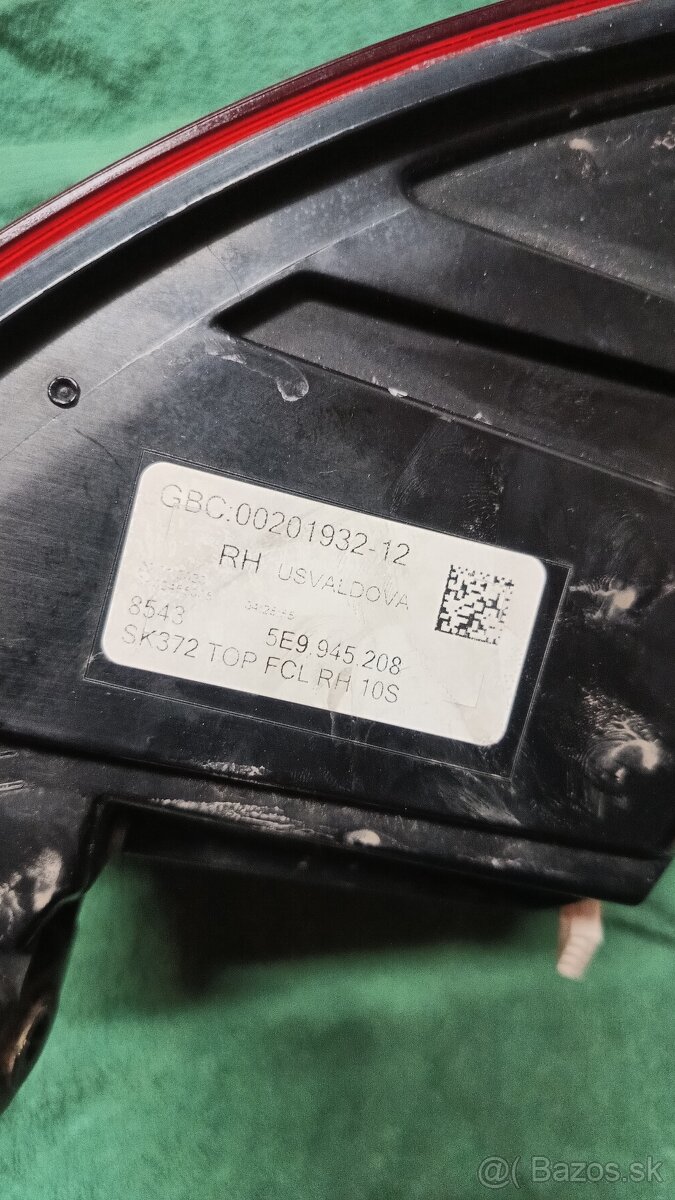 GBC:00201932-12
RH USVALDOVA
8543 5E9.945.208
SK372 TOP FCL RH 10S
@( Bazos.sk